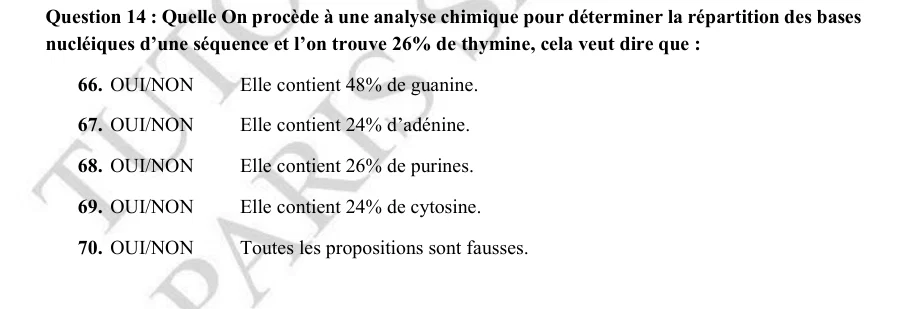 Question 14 : Quelle On procède à une analyse chimique pour déterminer la répartition des bases
nucléiques d’une séquence et l’on trouve 26% de thymine, cela veut dire que :
66. OUI/NON Elle contient 48% de guanine.
67. OUI/NON Elle contient 24% d’adénine.
68. OUI/NON Elle contient 26% de purines.
69. OUI/NON Elle contient 24% de cytosine.
70. OUI/NON Toutes les propositions sont fausses.